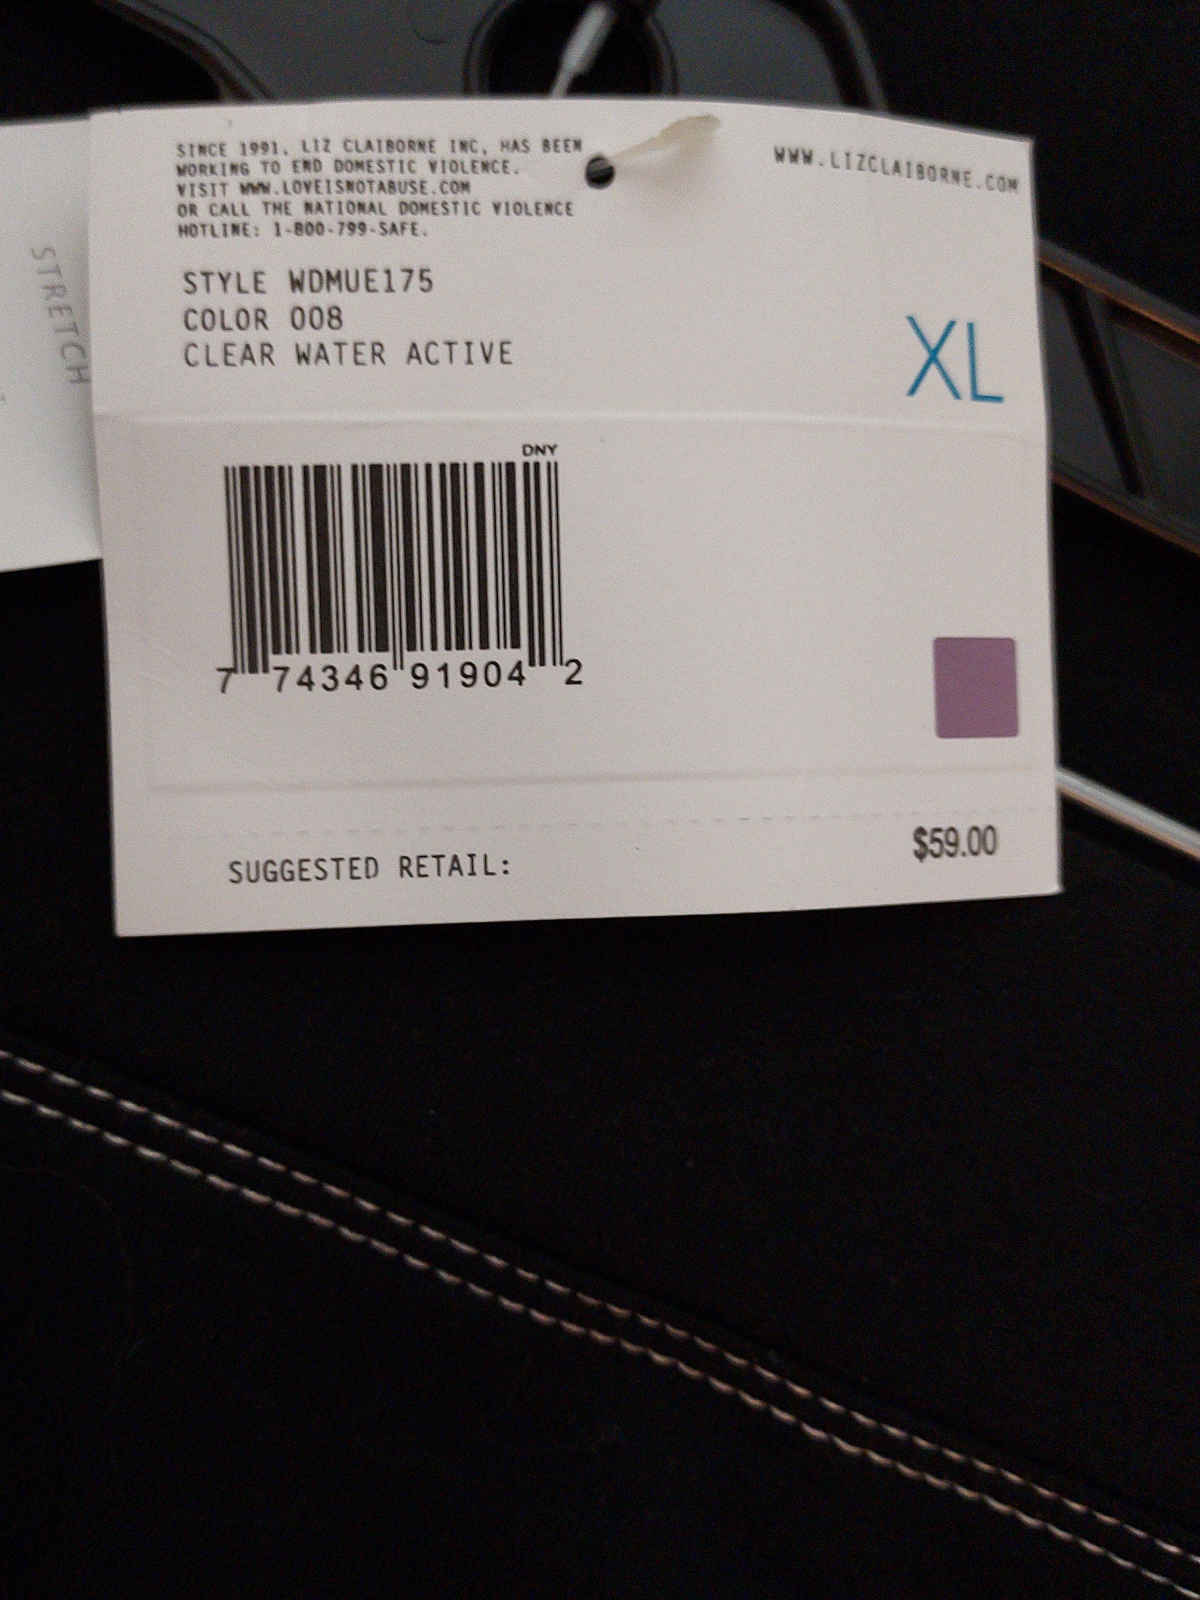 SINCE 1991, LIZ CLAIBORNE INC. HAS BEEN
WORKING TO END DOMESTIC VIOLENCE.
VISIT WWW.LOVEISNOTABUSE.COM
OR CALL THE NATIONAL DOMESTIC VIOLENCE
HOTLINE: 1-800-799-SAFE.
WWW.LIZCLAIBORNE.COM
STRETCH
STYLE WDMUE175
COLOR 008
CLEAR WATER ACTIVE
XL
DNY
7 74346 91904 2
SUGGESTED RETAIL:
$59.00